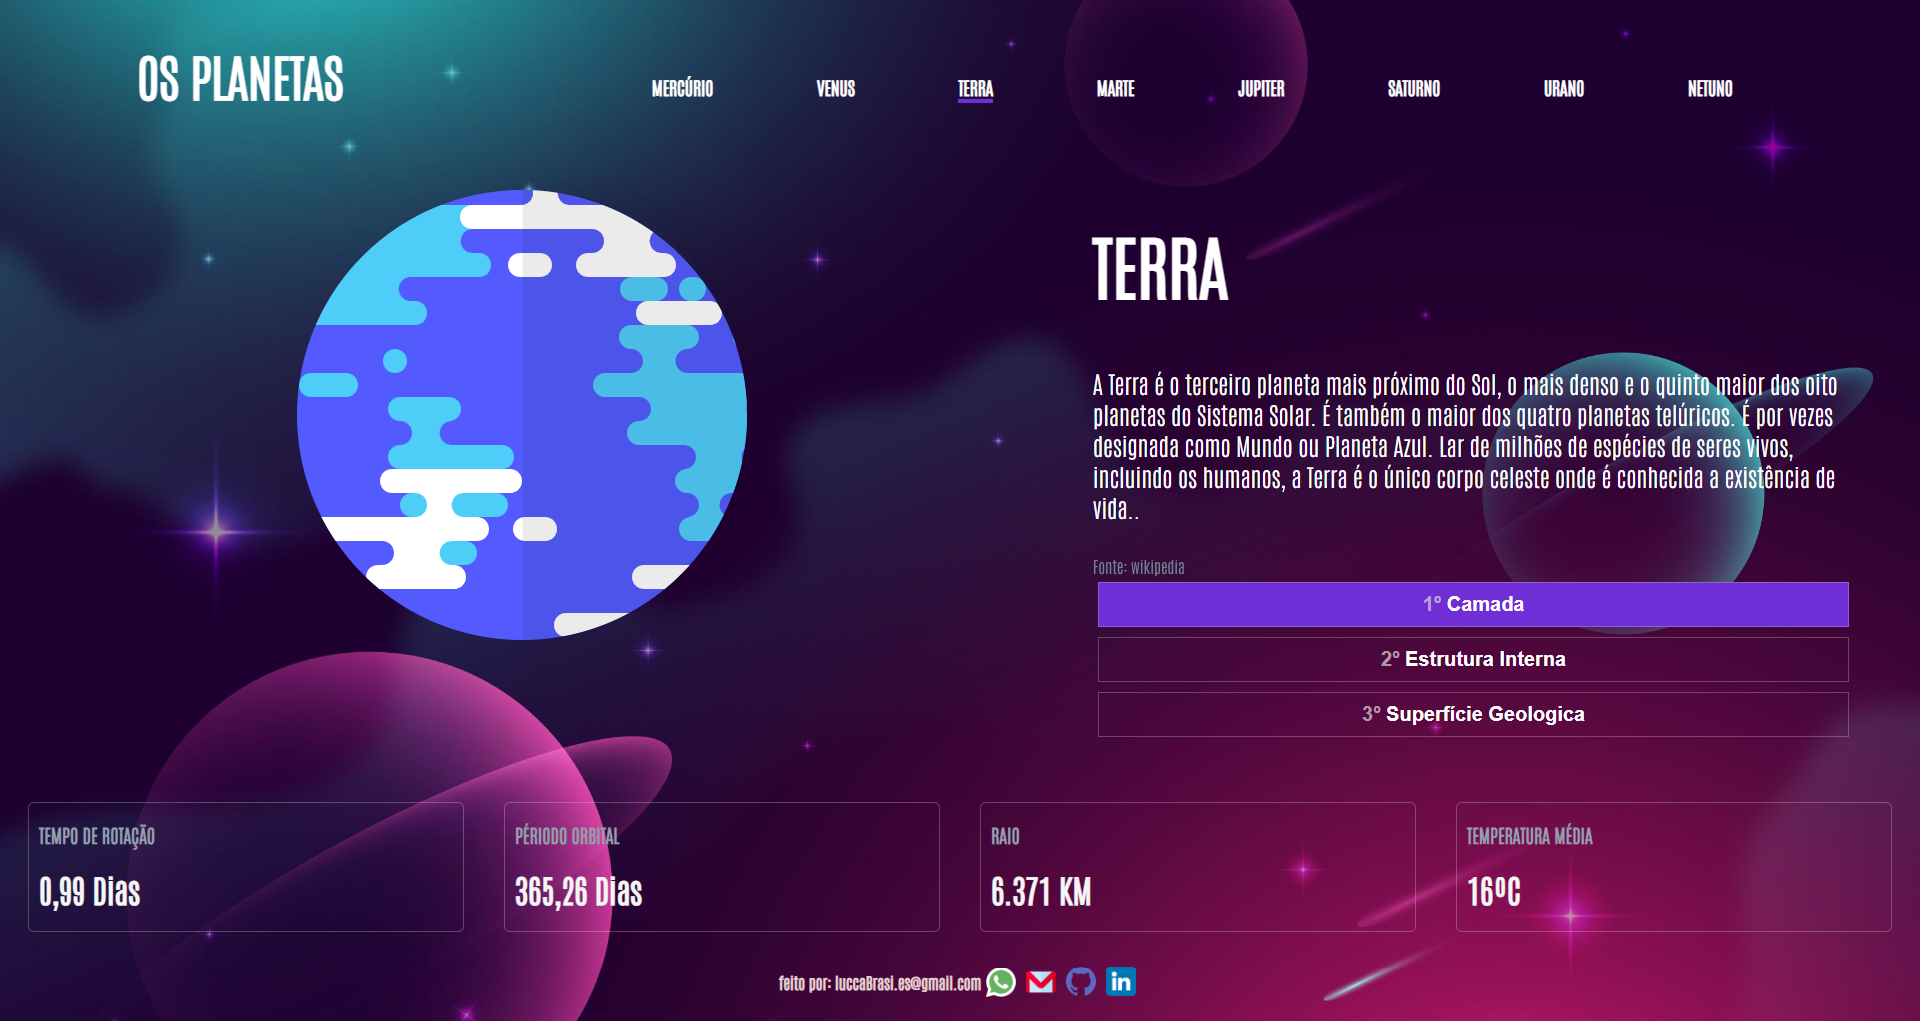 OS PLANETAS
MERCÚRIO
VENUS
TERRA
MARTE
JUPITER
SATURNO
URANO
NETUNO
TERRA
A Terra é o terceiro planeta mais próximo do Sol, o mais denso e o quinto maior dos oito
planetas do Sistema Solar. É também o maior dos quatro planetas telúricos. É por vezes
designada como Mundo ou Planeta Azul. Lar de milhões de espécies de seres vivos,
incluindo os humanos, a Terra é o único corpo celeste onde é conhecida a existência de
vida..
Fonte: wikipedia
1º Camada
2º Estrutura Interna
3º Superfície Geologica
TEMPO DE ROTAÇÃO
0,99 Dias
PÉRIODO ORBITAL
365,26 Dias
RAIO
6.371 KM
TEMPERATURA MÉDIA
16ºC
feito por: luccaBrasi.es@gmail.com
in